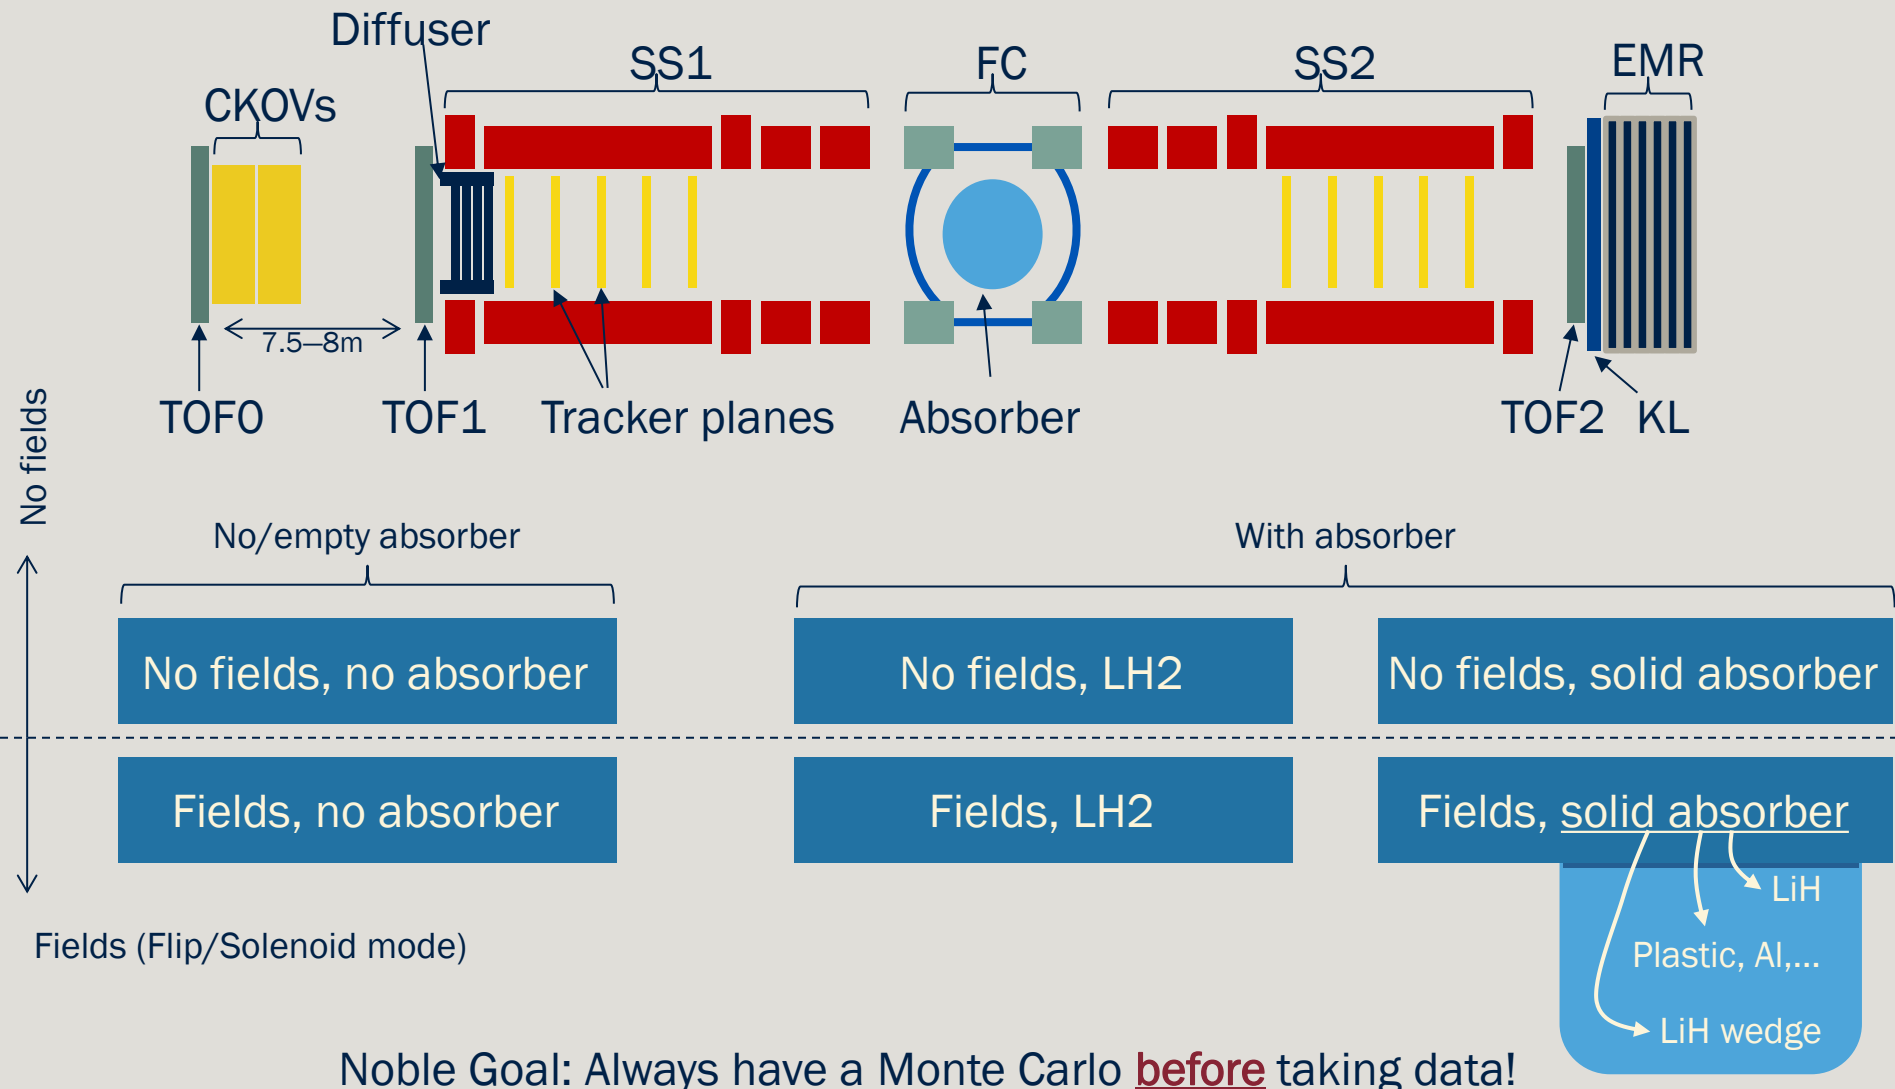 Diffuser
SS1
FC
SS2
EMR
CKOVs
7.5–8m
TOF0
TOF1
Tracker planes
Absorber
TOF2
KL
No fields
No/empty absorber
With absorber
No fields, no absorber
No fields, LH2
No fields, solid absorber
Fields, no absorber
Fields, LH2
Fields, solid absorber
LiH
Fields (Flip/Solenoid mode)
Plastic, Al,...
LiH wedge
Noble Goal: Always have a Monte Carlo before taking data!